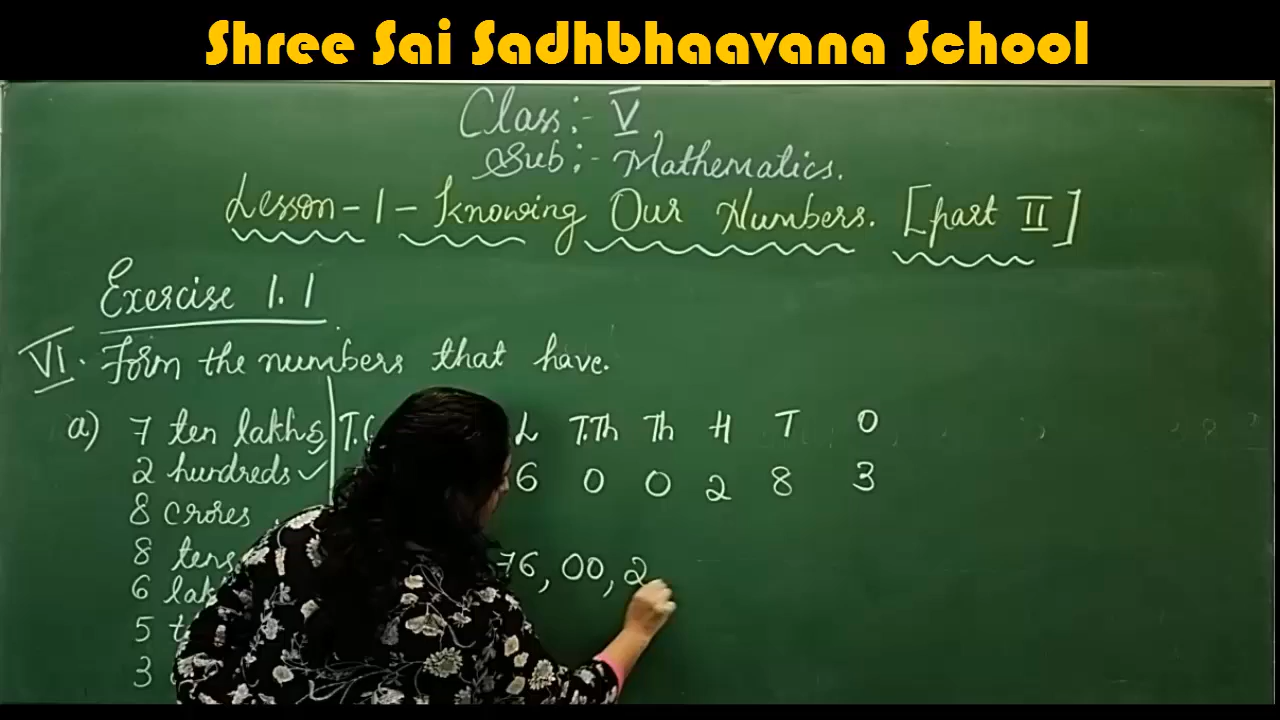 Shree Sai Sadhbhaavana School
Class:- V
Sub:- Mathematics.
Lesson-1- Knowing Our Numbers. [part II]
Exercise 1.1
VI. Form the numbers that have.
a) 7 ten lakhs L T.Th Th H T O
2 hundreds ✓ 6 0 0 2 8 3
8 crores
8 tens 76,00,2
6
5
3